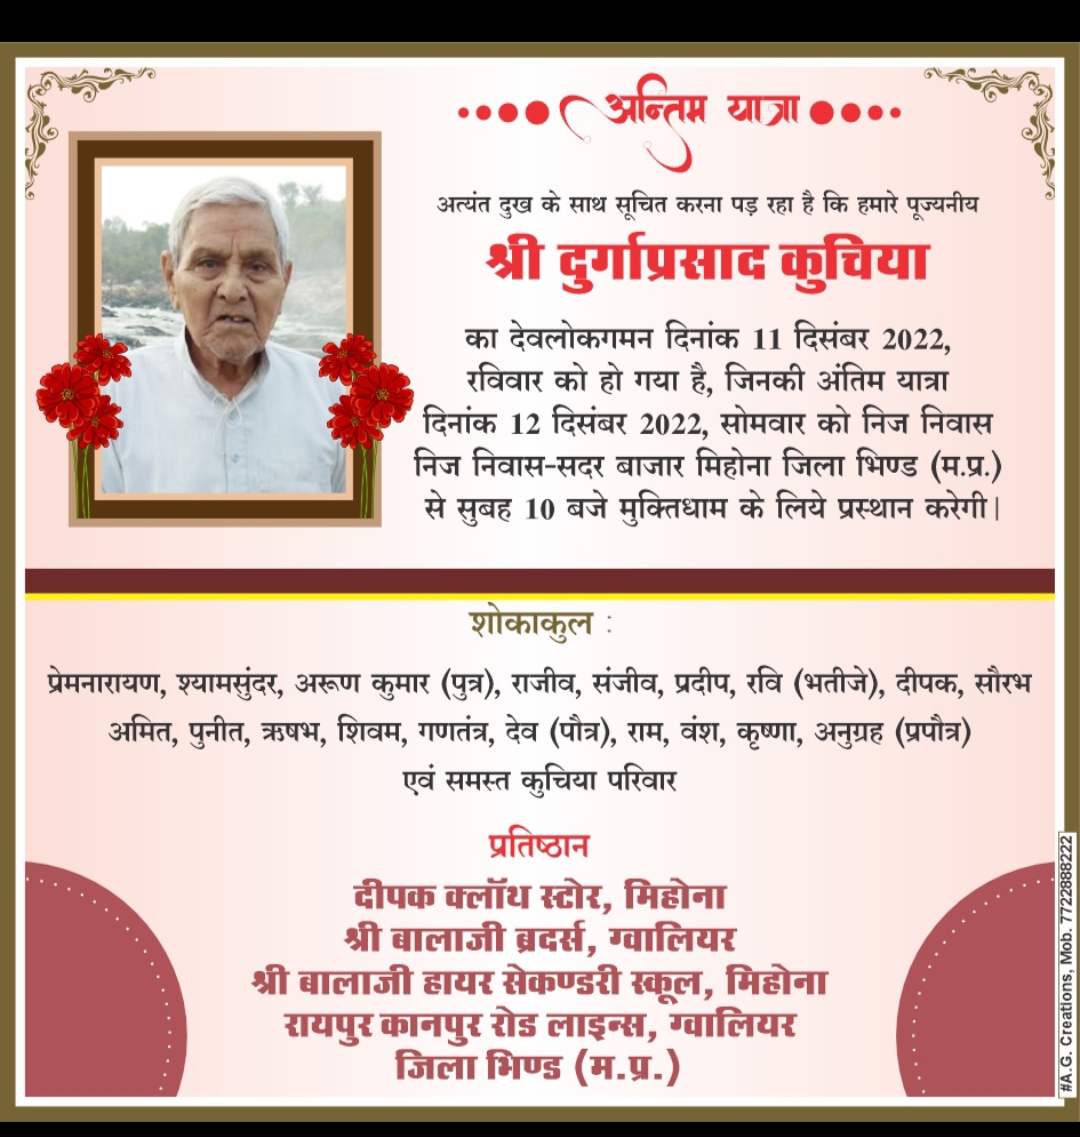 अन्तिम यात्रा
अत्यंत दुख के साथ सूचित करना पड़ रहा है कि हमारे पूज्यनीय
श्री दुर्गाप्रसाद कुचिया
का देवलोकगमन दिनांक 11 दिसंबर 2022,
रविवार को हो गया है, जिनकी अंतिम यात्रा
दिनांक 12 दिसंबर 2022, सोमवार को निज निवास
निज निवास-सदर बाजार मिहोना जिला भिण्ड (म.प्र.)
से सुबह 10 बजे मुक्तिधाम के लिये प्रस्थान करेगी|
शोकाकुल :
प्रेमनारायण, श्यामसुंदर, अरूण कुमार (पुत्र), राजीव, संजीव, प्रदीप, रवि (भतीजे), दीपक, सौरभ
अमित, पुनीत, ऋषभ, शिवम, गणतंत्र, देव (पौत्र), राम, वंश, कृष्णा, अनुग्रह (प्रपौत्र)
एवं समस्त कुचिया परिवार
प्रतिष्ठान
दीपक क्लॉथ स्टोर, मिहोना
श्री बालाजी ब्रदर्स, ग्वालियर
श्री बालाजी हायर सेकण्डरी स्कूल, मिहोना
रायपुर कानपुर रोड लाइन्स, ग्वालियर
जिला भिण्ड (म.प्र.)
#A.G. Creations, Mob. 7722888222